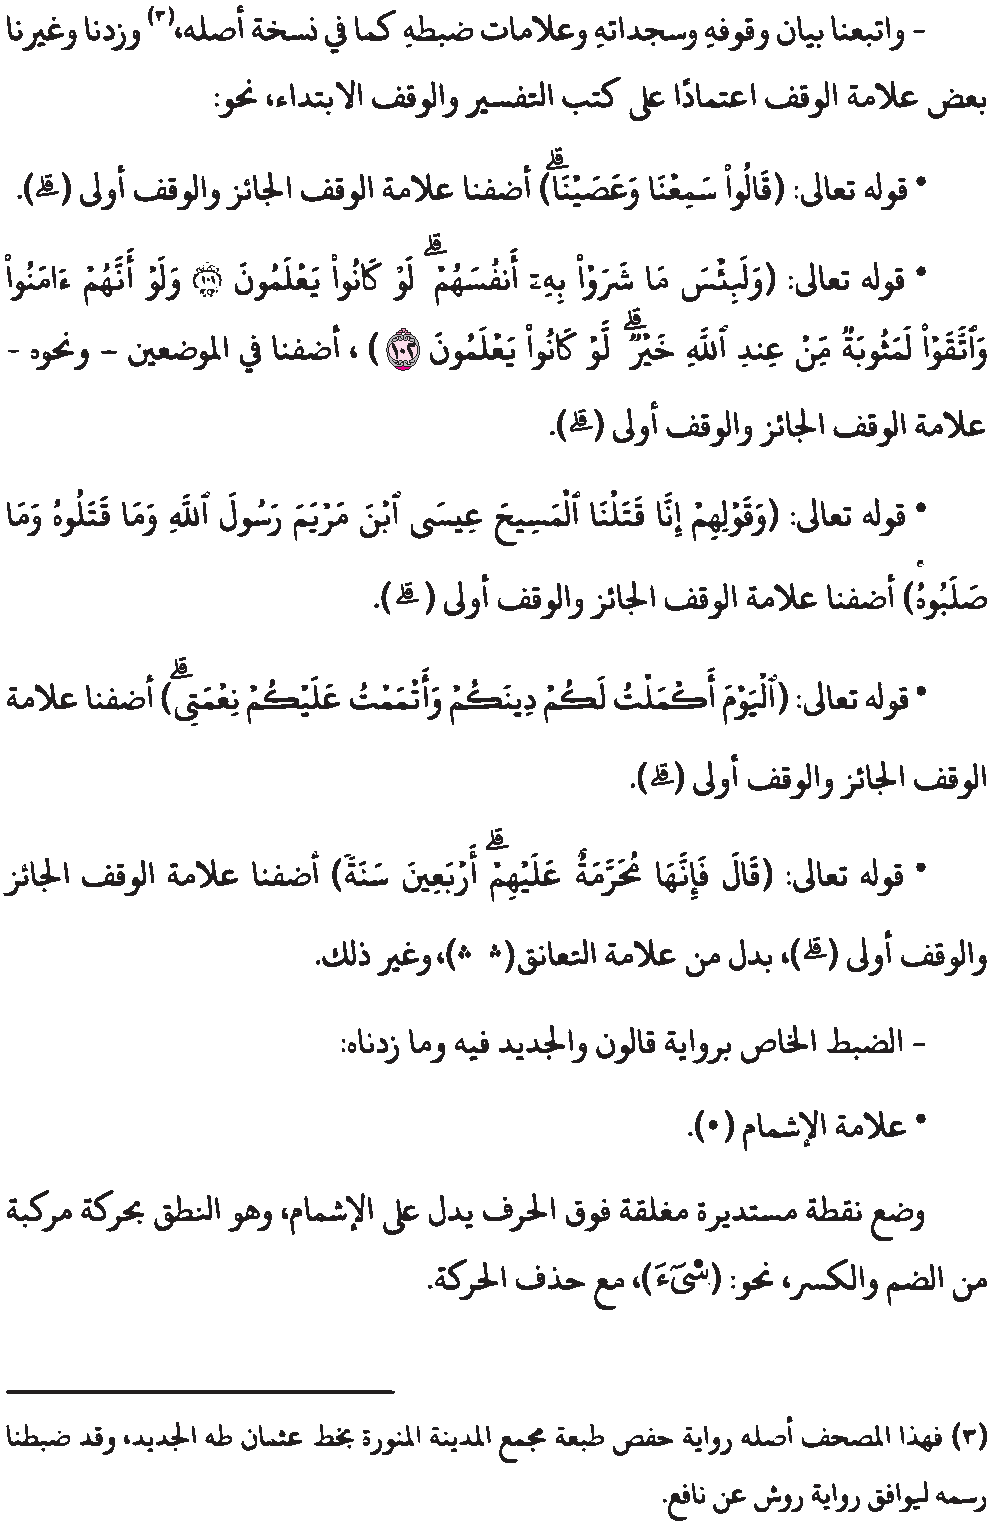 - واتبعنا بيان وقوفهِ وسجداتهِ وعلامات ضبطهِ كما في نسخة أصله،(٣) وزدنا وغيرنا
بعض علامة الوقف اعتمادًا على كتب التفسير والوقف الابتداء، نحو:
• قوله تعالى: (قَالُواْ سَمِعْنَا وَعَصَيْنَاۖ) أضفنا علامة الوقف الجائز والوقف أولى (ۗ).
• قوله تعالى: (وَلَبِئْسَ مَا شَرَوْاْ بِهِۦٓ أَنفُسَهُمْۗ لَوْ كَانُواْ يَعْلَمُونَ ١٠١ وَلَوْ أَنَّهُمْ ءَامَنُواْ
وَٱتَّقَوْاْ لَمَثُوبَةٌ مِّنْ عِندِ ٱللَّهِ خَيْرٌۗ لَّوْ كَانُواْ يَعْلَمُونَ ١٠٢ ) ، أضفنا في الموضعين - ونحوه -
علامة الوقف الجائز والوقف أولى (ۗ).
• قوله تعالى: (وَقَوْلِهِمْ إِنَّا قَتَلْنَا ٱلْمَسِيحَ عِيسَى ٱبْنَ مَرْيَمَ رَسُولَ ٱللَّهِ وَمَا قَتَلُوهُ وَمَا
صَلَبُوهُ) أضفنا علامة الوقف الجائز والوقف أولى (ۗ).
• قوله تعالى: (ٱلْيَوْمَ أَكْمَلْتُ لَكُمْ دِينَكُمْ وَأَتْمَمْتُ عَلَيْكُمْ نِعْمَتِيۗ) أضفنا علامة
الوقف الجائز والوقف أولى (ۗ).
• قوله تعالى: (قَالَ فَإِنَّهَا مُحَرَّمَةٌ عَلَيْهِمْۗ أَرْبَعِينَ سَنَةً) أضفنا علامة الوقف الجائز
والوقف أولى (ۗ)، بدل من علامة التعانق(ۛ ۛ)، وغير ذلك.
- الضبط الخاص برواية قالون والجديد فيه وما زدناه:
• علامة الإشمام (•).
وضع نقطة مستديرة مغلقة فوق الحرف يدل على الإشمام، وهو النطق بحركة مركبة
من الضم والكسر، نحو: (س۬يٓءَ)، مع حذف الحركة.
(٣) فهذا المصحف أصله رواية حفص طبعة مجمع المدينة المنورة بخط عثمان طه الجديد، وقد ضبطنا
رسمه ليوافق رواية روش عن نافع.